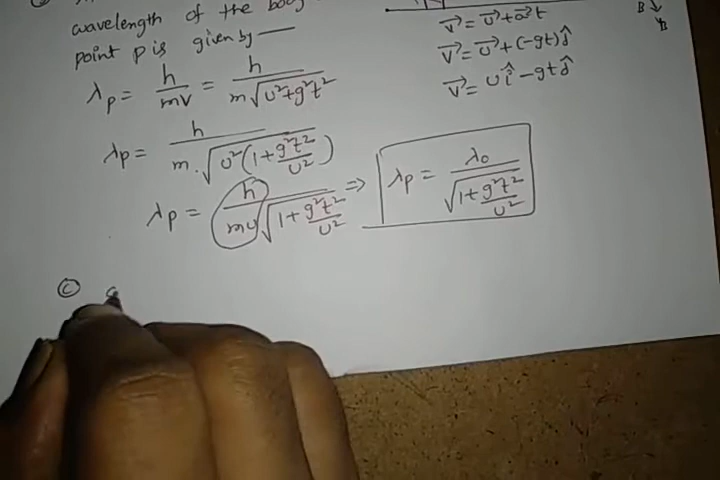 wavelength of the body
point p is given by —
λp = h/mv = h/m√(u²+g²t²)
λp = h/m.√(u²(1+g²t²/u²))
λp = h/mu√(1+g²t²/u²) ⇒ λp = λ₀/√(1+g²t²/u²)
B
B
v⃗ = u⃗ + a⃗t
v⃗ = u⃗ + (-gt)ĵ
v⃗ = uî - gtĵ
(c)